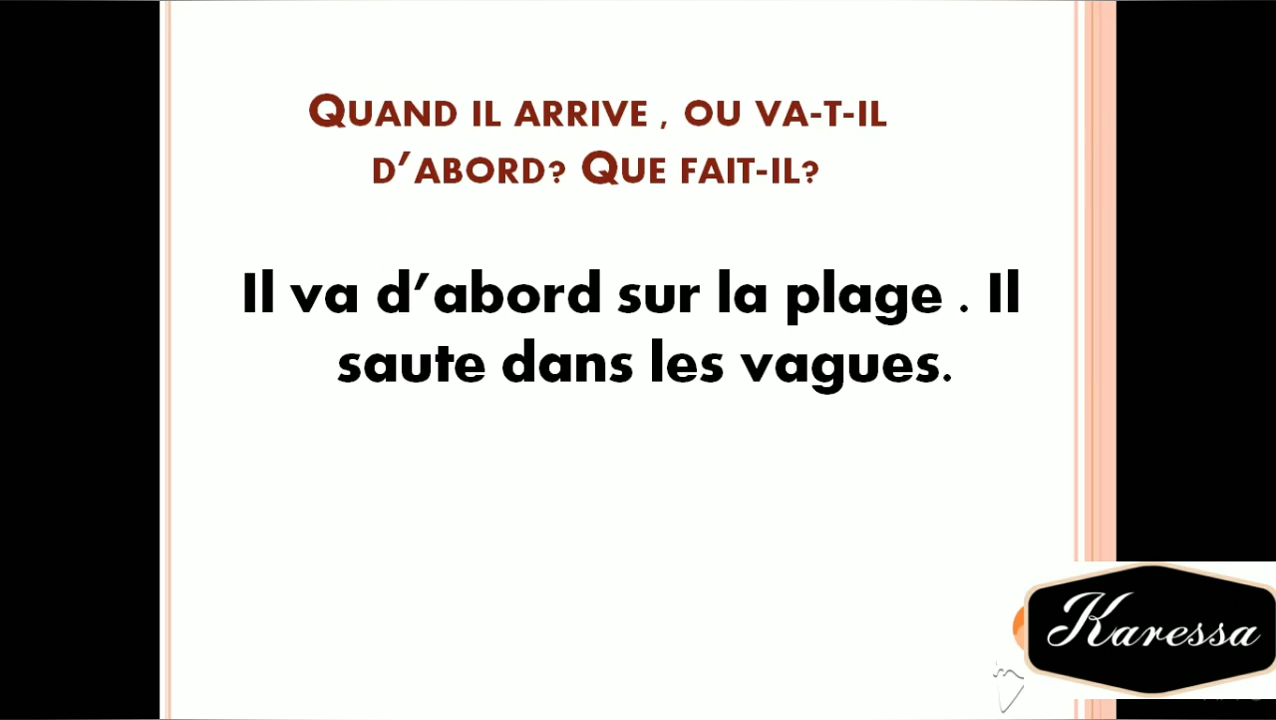 Quand il arrive , ou va-t-il
d’abord? Que fait-il?
Il va d’abord sur la plage . Il
saute dans les vagues.
Karessa